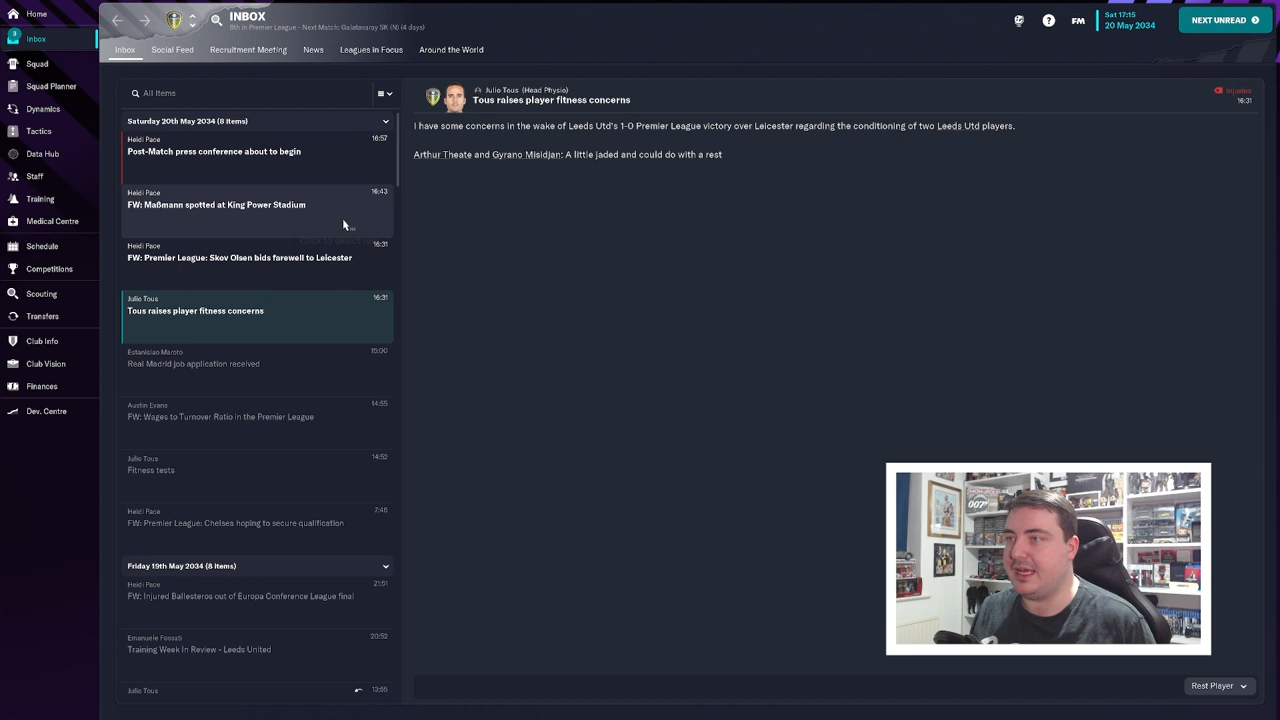 Home
INBOX
6th in Premier League - Next Match: Galatasaray SK (N) (4 days)
FM
Sat 17:15
20 May 2034
NEXT UNREAD
3
Inbox
Squad
Squad Planner
Dynamics
Tactics
Data Hub
Staff
Training
Medical Centre
Schedule
Competitions
Scouting
Transfers
Club Info
Club Vision
Finances
Dev. Centre
Inbox
Social Feed
Recruitment Meeting
News
Leagues in Focus
Around the World
All Items
Saturday 20th May 2034 (8 Items)
Heidi Pace 16:57
Post-Match press conference about to begin
Heidi Pace 16:43
FW: Maßmann spotted at King Power Stadium
Heidi Pace 16:31
FW: Premier League: Skov Olsen bids farewell to Leicester
Julio Tous 16:31
Tous raises player fitness concerns
Estanislao Maroto 15:00
Real Madrid job application received
Austin Evans 14:55
FW: Wages to Turnover Ratio in the Premier League
Julio Tous 14:52
Fitness tests
Heidi Pace 7:46
FW: Premier League: Chelsea hoping to secure qualification
Friday 19th May 2034 (8 Items)
Heidi Pace 21:51
FW: Injured Ballesteros out of Europa Conference League final
Emanuele Fossati 20:52
Training Week In Review - Leeds United
Julio Tous 13:55
Julio Tous (Head Physio)
Tous raises player fitness concerns
Injuries
16:31
I have some concerns in the wake of Leeds Utd's 1-0 Premier League victory over Leicester regarding the conditioning of two Leeds Utd players.
Arthur Theate and Gyrano Misidjan: A little jaded and could do with a rest
007
Rest Player